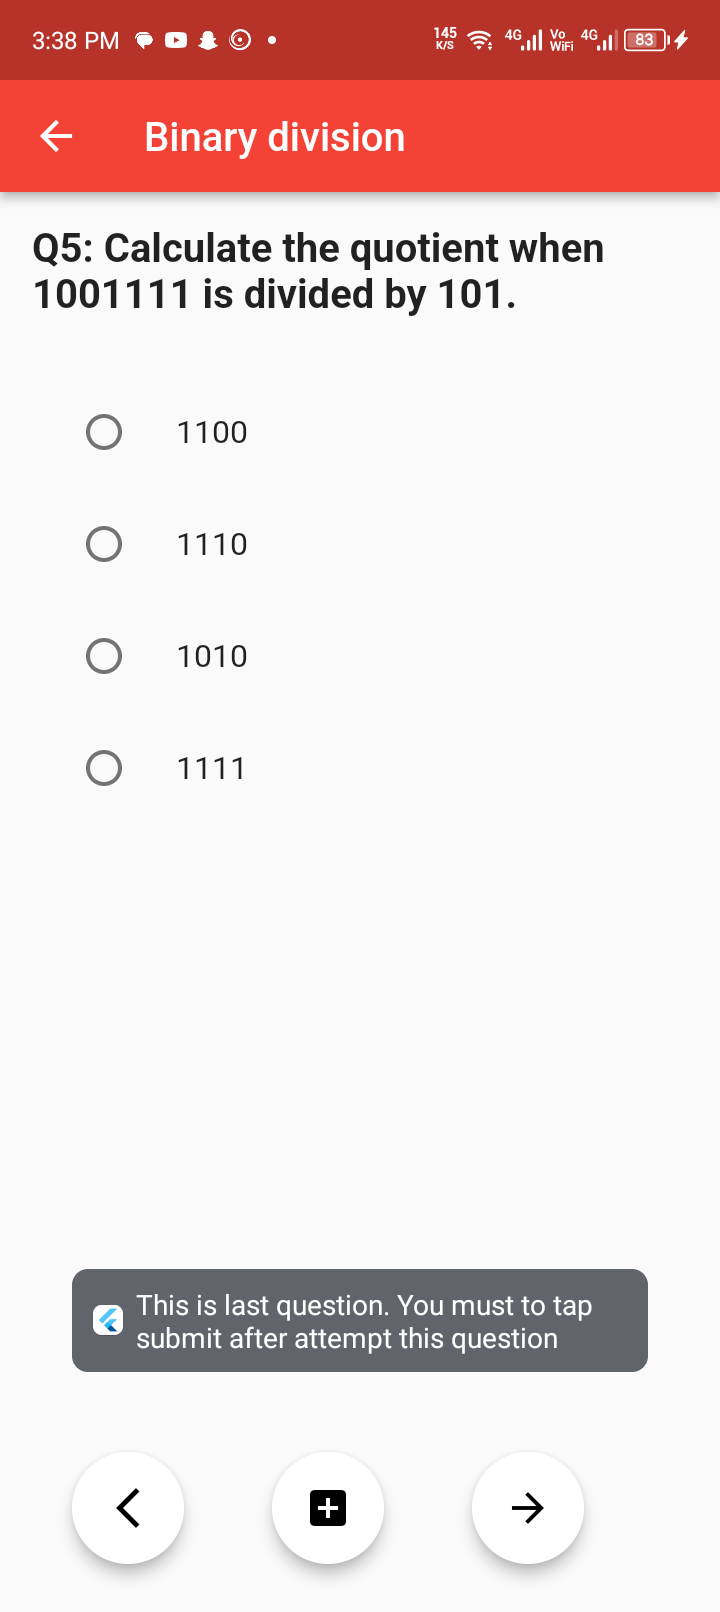 3:38 PM 145 K/S 4G Vo WiFi 4G 83
Binary division
Q5: Calculate the quotient when
1001111 is divided by 101.
1100
1110
1010
1111
This is last question. You must to tap
submit after attempt this question